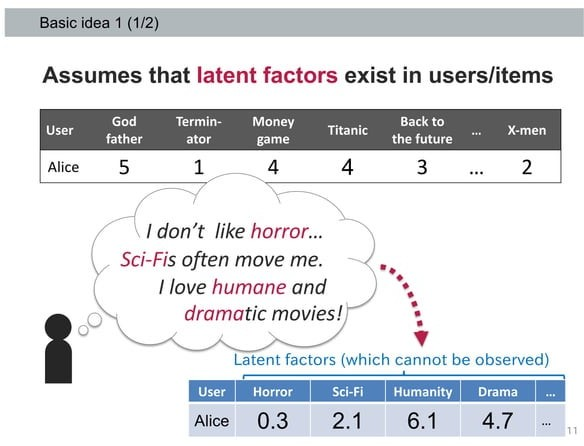 Basic idea 1 (1/2)
Assumes that latent factors exist in users/items
User God father Termin-ator Money game Titanic Back to the future ... X-men
Alice 5 1 4 4 3 ... 2
I don't like horror...
Sci-Fis often move me.
I love humane and
dramatic movies!
Latent factors (which cannot be observed)
User Horror Sci-Fi Humanity Drama ...
Alice 0.3 2.1 6.1 4.7 ...
11